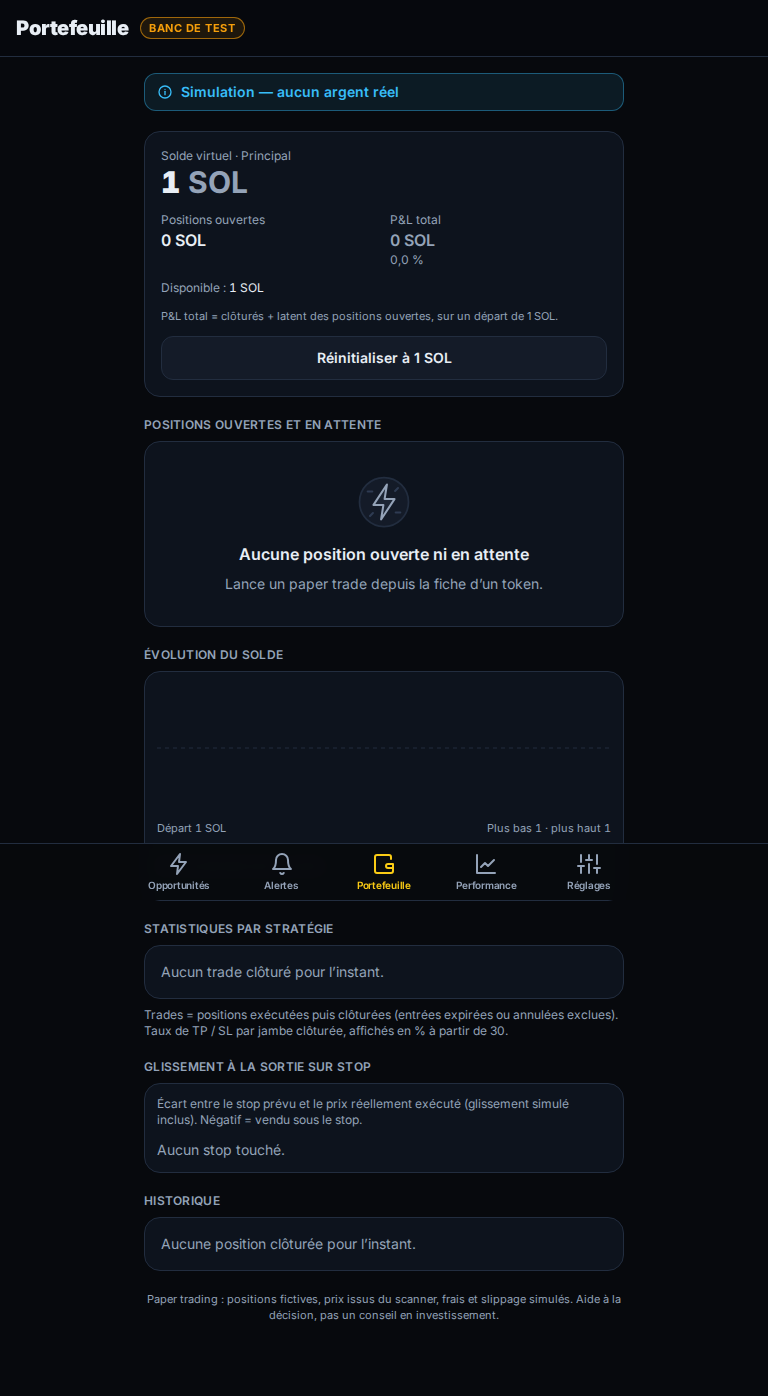 Portefeuille
BANC DE TEST
Simulation — aucun argent réel
Solde virtuel · Principal
1 SOL
Positions ouvertes
0 SOL
P&L total
0 SOL
0,0 %
Disponible : 1 SOL
P&L total = clôturés + latent des positions ouvertes, sur un départ de 1 SOL.
Réinitialiser à 1 SOL
POSITIONS OUVERTES ET EN ATTENTE
Aucune position ouverte ni en attente
Lance un paper trade depuis la fiche d’un token.
ÉVOLUTION DU SOLDE
Départ 1 SOL
Plus bas 1 · plus haut 1
Opportunités
Alertes
Portefeuille
Performance
Réglages
STATISTIQUES PAR STRATÉGIE
Aucun trade clôturé pour l’instant.
Trades = positions exécutées puis clôturées (entrées expirées ou annulées exclues).
Taux de TP / SL par jambe clôturée, affichés en % à partir de 30.
GLISSEMENT À LA SORTIE SUR STOP
Écart entre le stop prévu et le prix réellement exécuté (glissement simulé
inclus). Négatif = vendu sous le stop.
Aucun stop touché.
HISTORIQUE
Aucune position clôturée pour l’instant.
Paper trading : positions fictives, prix issus du scanner, frais et slippage simulés. Aide à la
décision, pas un conseil en investissement.